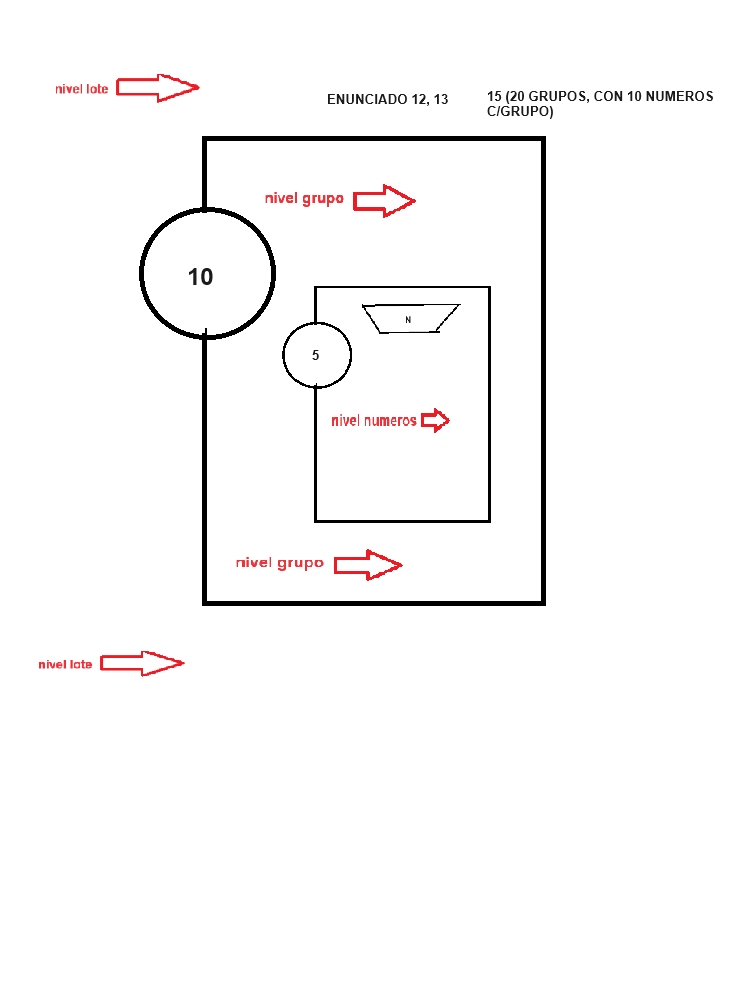 nivel lote
ENUNCIADO 12, 13
15 (20 GRUPOS, CON 10 NUMEROS
C/GRUPO)
nivel grupo
10
N
5
nivel numeros
nivel grupo
nivel lote